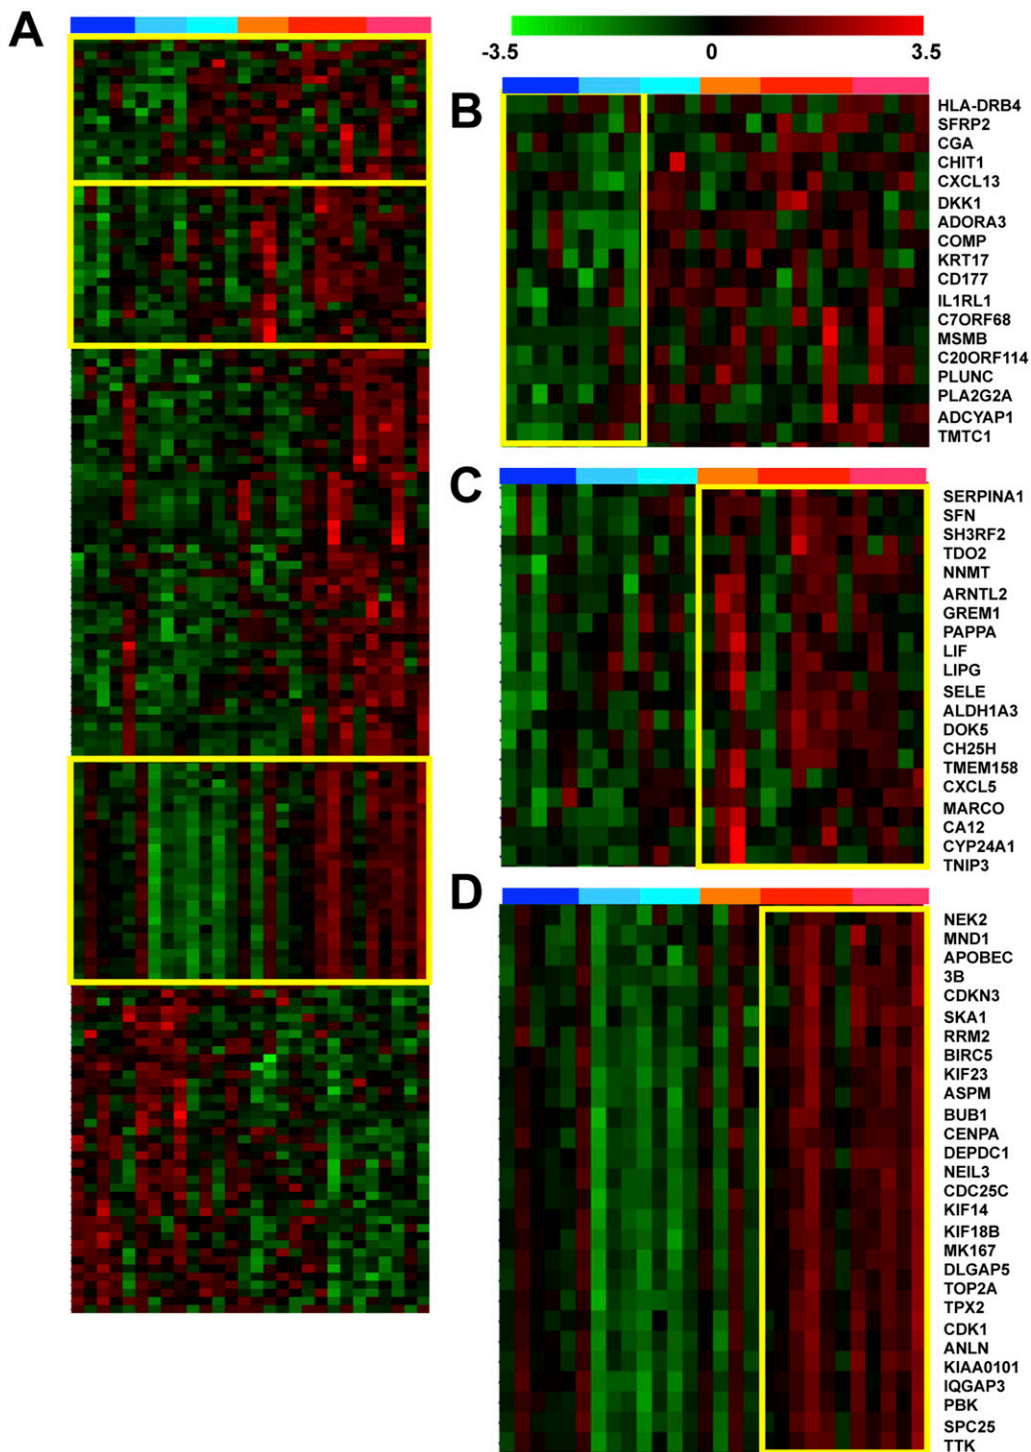 A
-3.5 0 3.5
B
HLA-DRB4
SFRP2
CGA
CHIT1
CXCL13
DKK1
ADORA3
COMP
KRT17
CD177
IL1RL1
C7ORF68
MSMB
C20ORF114
PLUNC
PLA2G2A
ADCYAP1
TMTC1
C
SERPINA1
SFN
SH3RF2
TDO2
NNMT
ARNTL2
GREM1
PAPPA
LIF
LIPG
SELE
ALDH1A3
DOK5
CH25H
TMEM158
CXCL5
MARCO
CA12
CYP24A1
TNIP3
D
NEK2
MND1
APOBEC
3B
CDKN3
SKA1
RRM2
BIRC5
KIF23
ASPM
BUB1
CENPA
DEPDC1
NEIL3
CDC25C
KIF14
KIF18B
MK167
DLGAP5
TOP2A
TPX2
CDK1
ANLN
KIAA0101
IQGAP3
PBK
SPC25
TTK